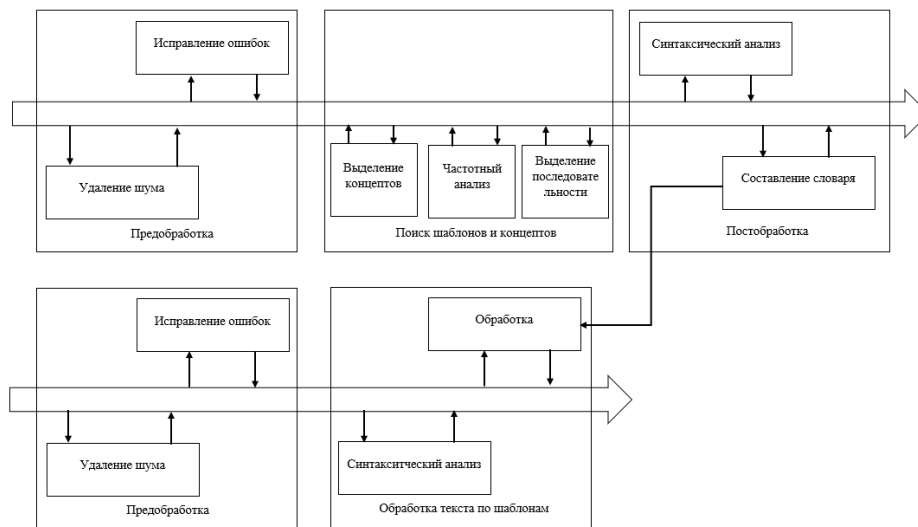 Исправление ошибок
Удаление шума
Предобработка
Выделение
концептов
Частотный
анализ
Выделение
последовате
льности
Поиск шаблонов и концептов
Синтаксический анализ
Составление словаря
Постобработка
Исправление ошибок
Удаление шума
Предобработка
Обработка
Синтакситческий анализ
Обработка текста по шаблонам